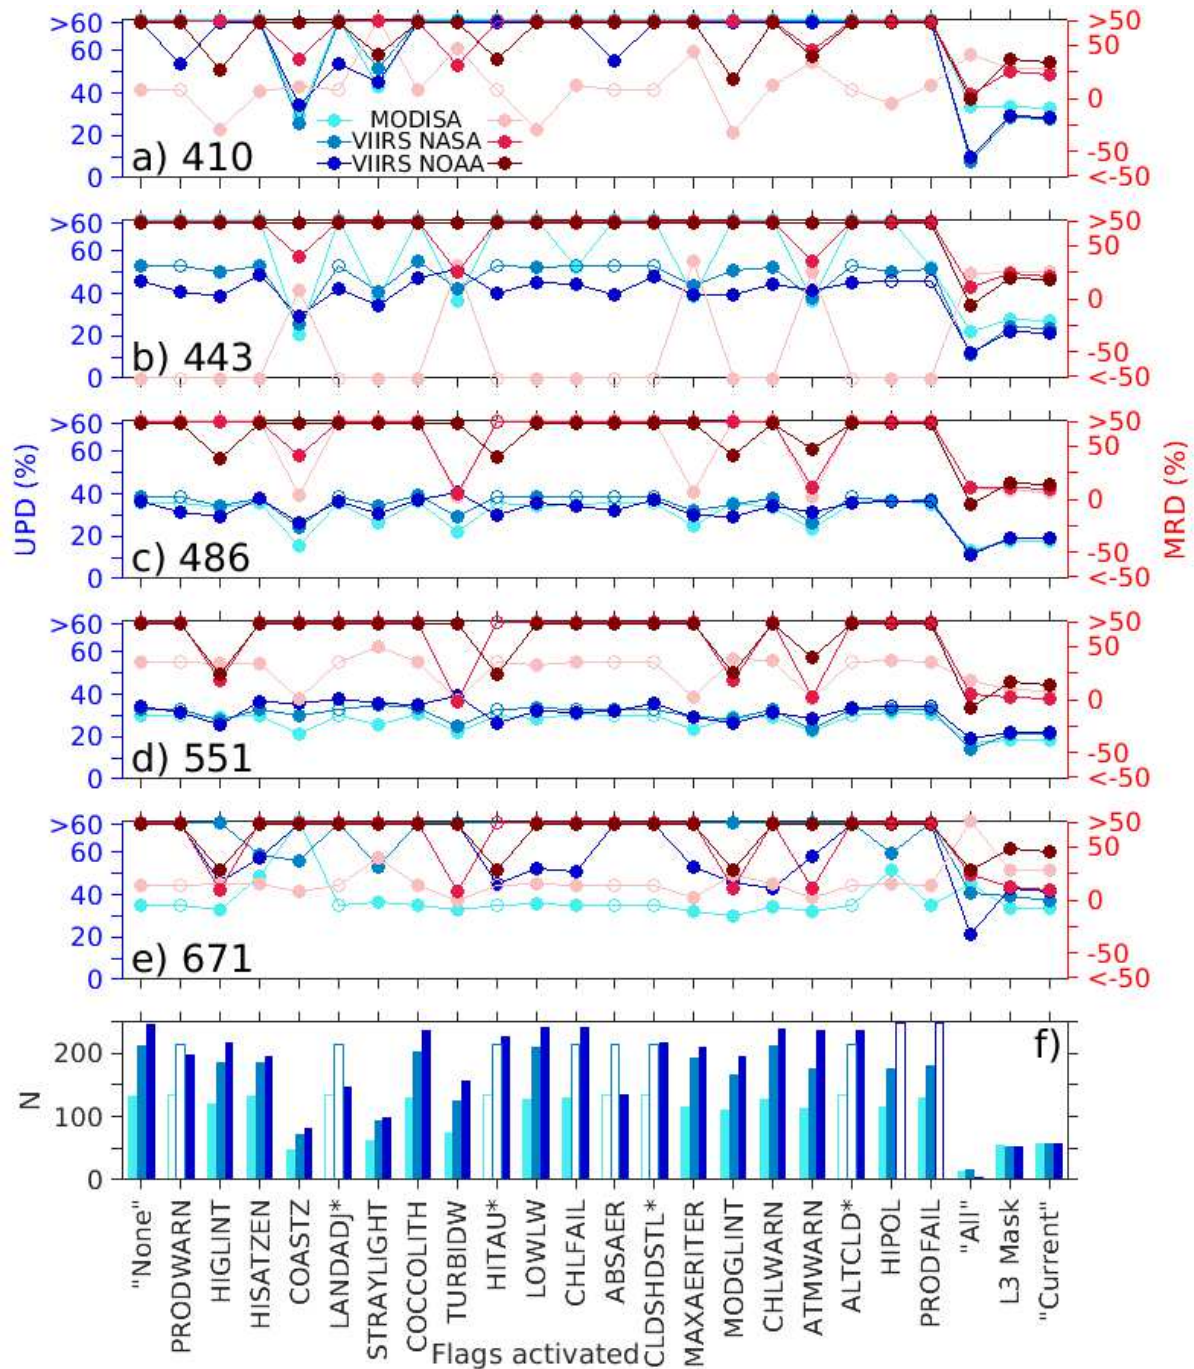 >60
60
40
20
0
>50
50
0
-50
<-50
MODISA
VIIRS NASA
VIIRS NOAA
a) 410
>60
60
40
20
0
>50
50
0
-50
<-50
b) 443
>60
60
40
20
0
>50
50
0
-50
<-50
c) 486
UPD (%)
MRD (%)
>60
60
40
20
0
>50
50
0
-50
<-50
d) 551
>60
60
40
20
0
>50
50
0
-50
<-50
e) 671
f)
200
100
0
N
"None"
PRODWARN
HIGLINT
HISATZEN
COASTZ
LANDADJ*
STRAYLIGHT
COCCOLITH
TURBIDW
HITAU*
LOWLW
CHLFAIL
ABSAER
CLDSHDSTL*
MAXAERITER
MODGLINT
CHLWARN
ATMWARN
ALTCLD*
HIPOL
PRODFAIL
"All"
L3 Mask
"Current"
Flags activated